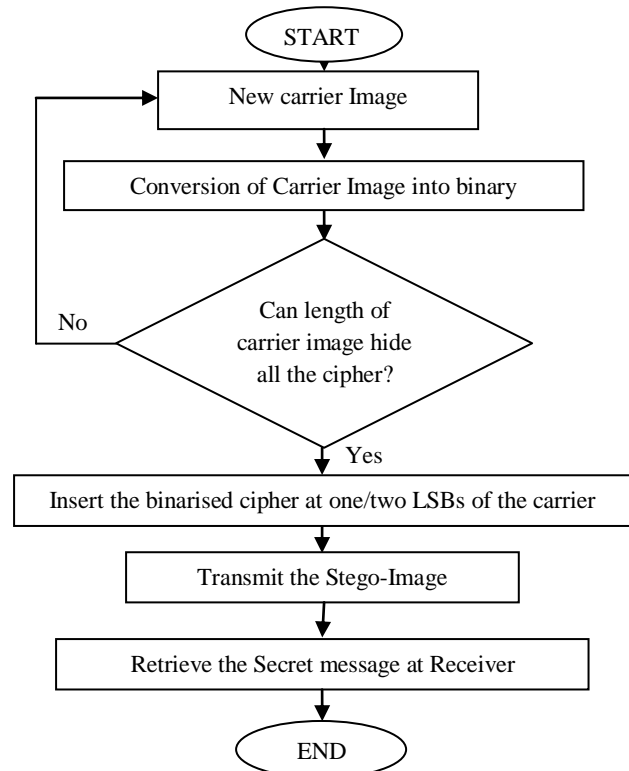 START
New carrier Image
Conversion of Carrier Image into binary
Can length of
carrier image hide
all the cipher?
No
Yes
Insert the binarised cipher at one/two LSBs of the carrier
Transmit the Stego-Image
Retrieve the Secret message at Receiver
END